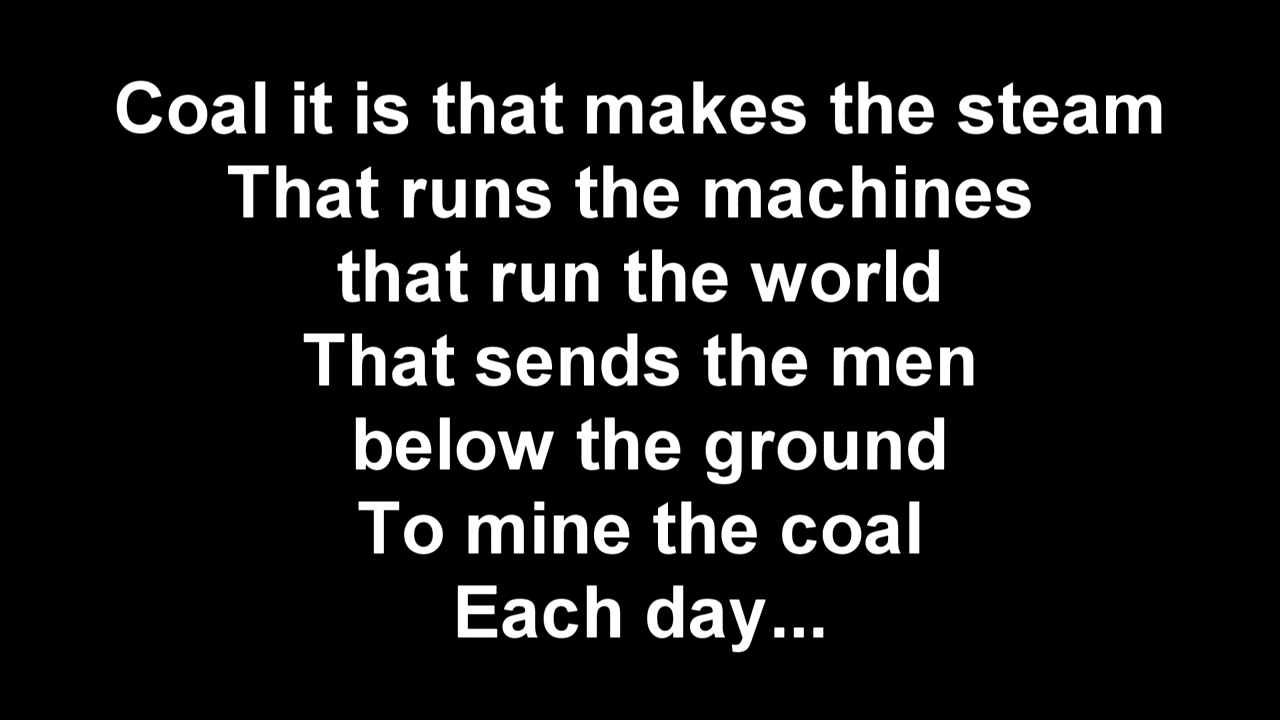 Coal it is that makes the steam
That runs the machines
that run the world
That sends the men
below the ground
To mine the coal
Each day...